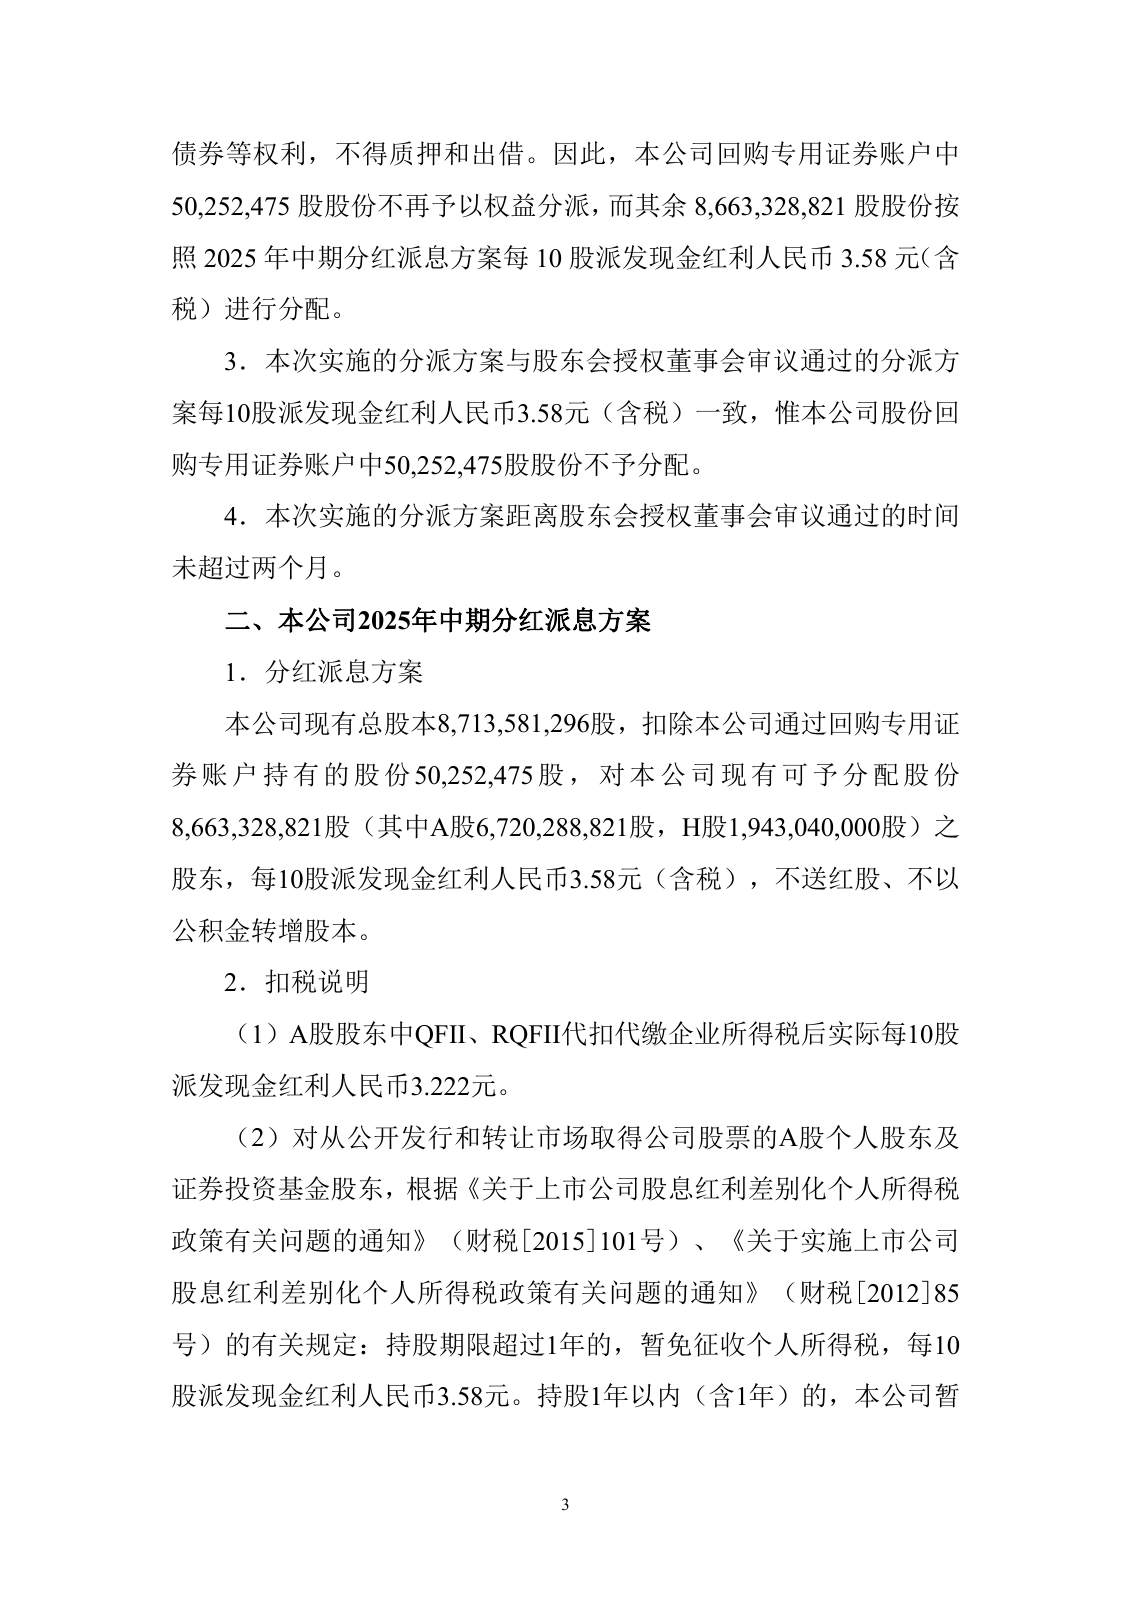 债券等权利，不得质押和出借。因此，本公司回购专用证券账户中
50,252,475 股股份不再予以权益分派，而其余 8,663,328,821 股股份按
照 2025 年中期分红派息方案每 10 股派发现金红利人民币 3.58 元（含
税）进行分配。
3．本次实施的分派方案与股东会授权董事会审议通过的分派方
案每10股派发现金红利人民币3.58元（含税）一致，惟本公司股份回
购专用证券账户中50,252,475股股份不予分配。
4．本次实施的分派方案距离股东会授权董事会审议通过的时间
未超过两个月。
二、本公司2025年中期分红派息方案
1．分红派息方案
本公司现有总股本8,713,581,296股，扣除本公司通过回购专用证
券账户持有的股份50,252,475股，对本公司现有可予分配股份
8,663,328,821股（其中A股6,720,288,821股，H股1,943,040,000股）之
股东，每10股派发现金红利人民币3.58元（含税），不送红股、不以
公积金转增股本。
2．扣税说明
（1）A股股东中QFII、RQFII代扣代缴企业所得税后实际每10股
派发现金红利人民币3.222元。
（2）对从公开发行和转让市场取得公司股票的A股个人股东及
证券投资基金股东，根据《关于上市公司股息红利差别化个人所得税
政策有关问题的通知》（财税[2015]101号）、《关于实施上市公司
股息红利差别化个人所得税政策有关问题的通知》（财税[2012]85
号）的有关规定：持股期限超过1年的，暂免征收个人所得税，每10
股派发现金红利人民币3.58元。持股1年以内（含1年）的，本公司暂
3